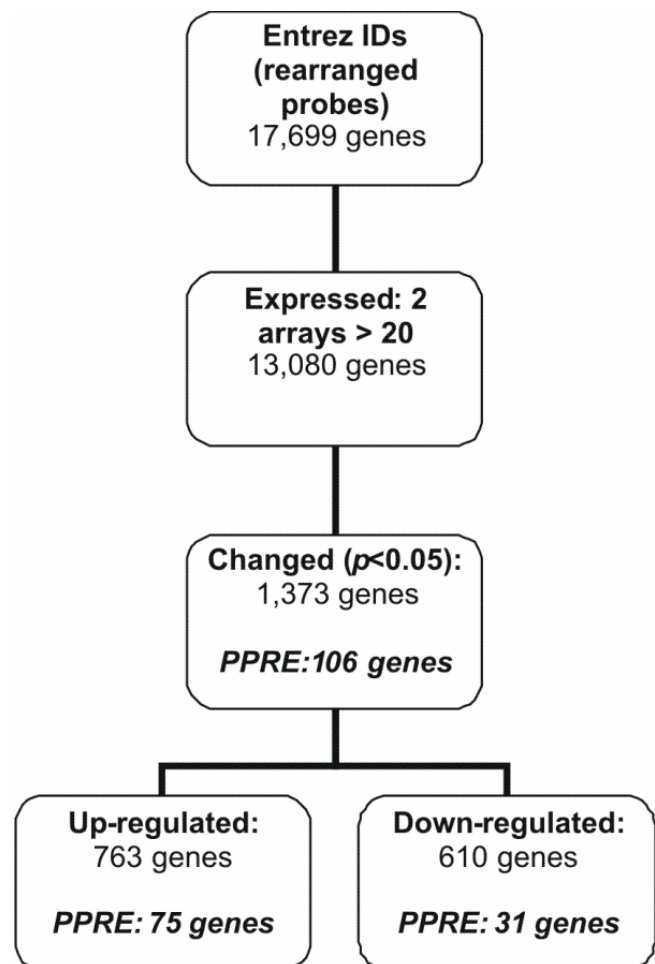 Entrez IDs
(rearranged
probes)
17,699 genes
Expressed: 2
arrays > 20
13,080 genes
Changed (p<0.05):
1,373 genes
PPRE:106 genes
Up-regulated:
763 genes
PPRE: 75 genes
Down-regulated:
610 genes
PPRE: 31 genes